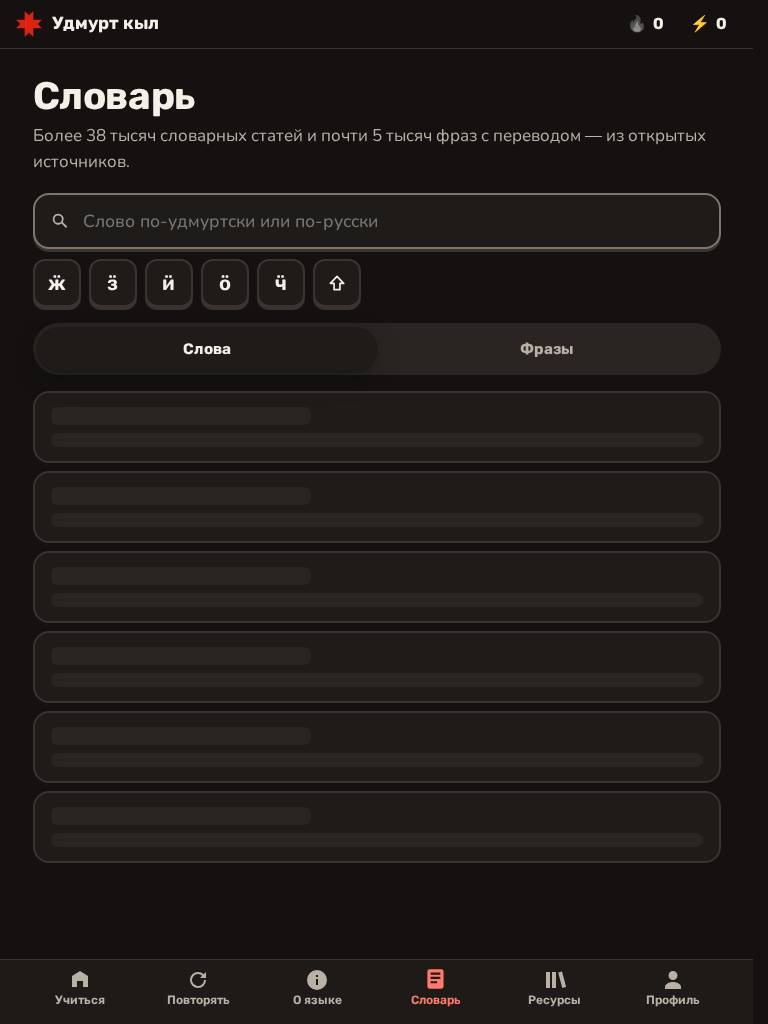 Удмурт кыл
0
0
Словарь
Более 38 тысяч словарных статей и почти 5 тысяч фраз с переводом — из открытых
источников.
Слово по-удмуртски или по-русски
ӝ ӟ ӥ ӧ ӵ
Слова
Фразы
Учиться
Повторять
О языке
Словарь
Ресурсы
Профиль